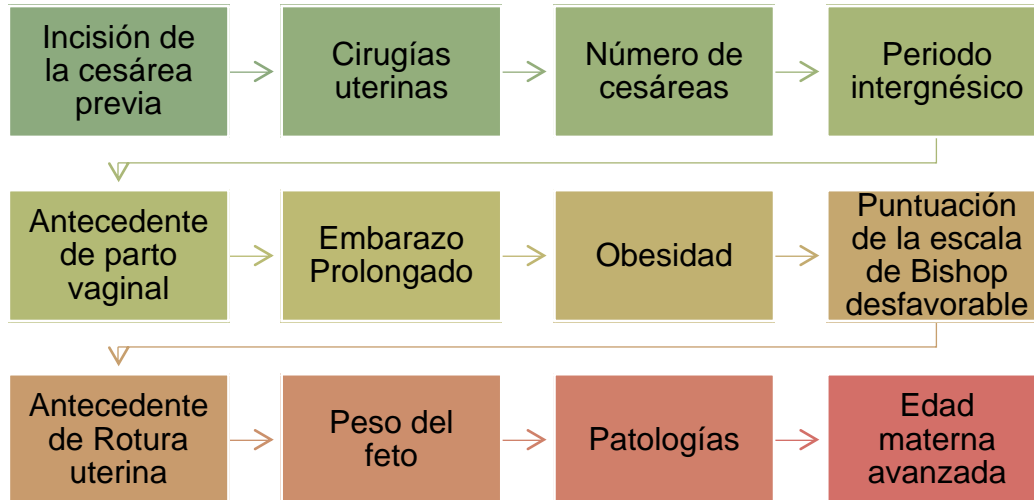 Incisión de
la cesárea
previa
Cirugías
uterinas
Número de
cesáreas
Periodo
intergnésico
Antecedente
de parto
vaginal
Embarazo
Prolongado
Obesidad
Puntuación
de la escala
de Bishop
desfavorable
Antecedente
de Rotura
uterina
Peso del
feto
Patologías
Edad
materna
avanzada